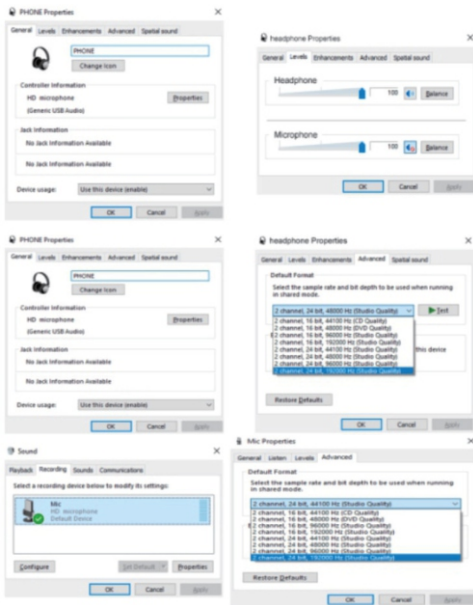 PHONE Properties
General Levels Enhancements Advanced Spatial sound
PHONE
Change Icon
Controller Information
HD microphone
Properties
(Generic USB Audio)
Jack Information
No Jack Information Available
No Jack Information Available
Device usage: Use this device (enable)
OK Cancel Apply
headphone Properties
General Levels Enhancements Advanced Spatial sound
Headphone
100 Balance
Microphone
100 Balance
OK Cancel Apply
PHONE Properties
General Levels Enhancements Advanced Spatial sound
PHONE
Change Icon
Controller Information
HD microphone
Properties
(Generic USB Audio)
Jack Information
No Jack Information Available
No Jack Information Available
Device usage: Use this device (enable)
OK Cancel Apply
headphone Properties
General Levels Enhancements Advanced Spatial sound
Default Format
Select the sample rate and bit depth to be used when running
in shared mode.
2 channel, 24 bit, 48000 Hz (Studio Quality) Test
2 channel, 16 bit, 44100 Hz (CD Quality)
2 channel, 16 bit, 48000 Hz (DVD Quality)
2 channel, 16 bit, 96000 Hz (Studio Quality)
2 channel, 16 bit, 192000 Hz (Studio Quality)
2 channel, 24 bit, 44100 Hz (Studio Quality)
2 channel, 24 bit, 48000 Hz (Studio Quality)
2 channel, 24 bit, 96000 Hz (Studio Quality)
2 channel, 24 bit, 192000 Hz (Studio Quality)
this device
Restore Defaults
OK Cancel Apply
Sound
Playback Recording Sounds Communications
Select a recording device below to modify its settings:
Mic
HD microphone
Default Device
Configure Set Default Properties
OK Cancel Apply
Mic Properties
General Listen Levels Advanced
Default Format
Select the sample rate and bit depth to be used when running
in shared mode.
2 channel, 24 bit, 44100 Hz (Studio Quality)
2 channel, 16 bit, 44100 Hz (CD Quality)
2 channel, 16 bit, 48000 Hz (DVD Quality)
2 channel, 16 bit, 96000 Hz (Studio Quality)
2 channel, 16 bit, 192000 Hz (Studio Quality)
2 channel, 24 bit, 44100 Hz (Studio Quality)
2 channel, 24 bit, 48000 Hz (Studio Quality)
2 channel, 24 bit, 96000 Hz (Studio Quality)
2 channel, 24 bit, 192000 Hz (Studio Quality)
Restore Defaults
OK Cancel Apply